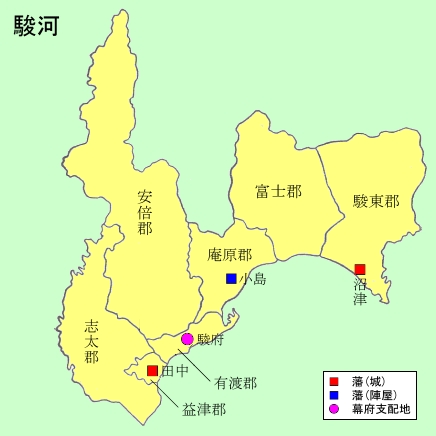 駿河
安倍郡
富士郡
駿東郡
庵原郡
小島
沼津
志太郡
駿府
田中
有渡郡
益津郡
藩(城)
藩(陣屋)
幕府支配地